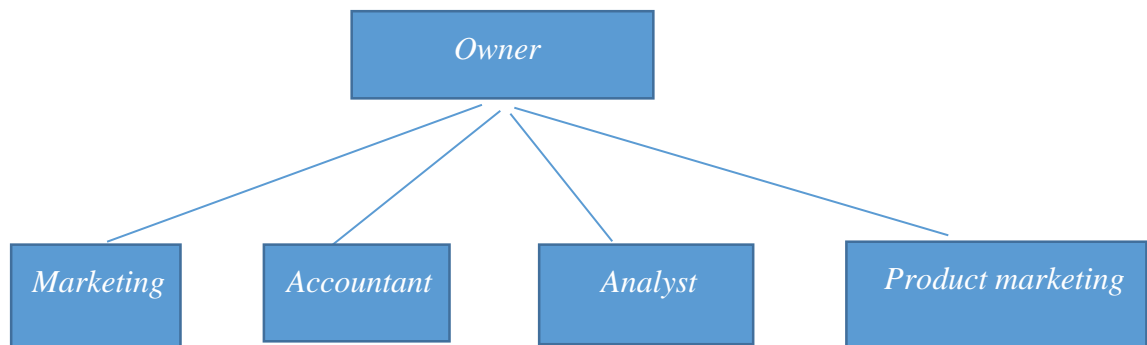 Owner
Marketing
Accountant
Analyst
Product marketing